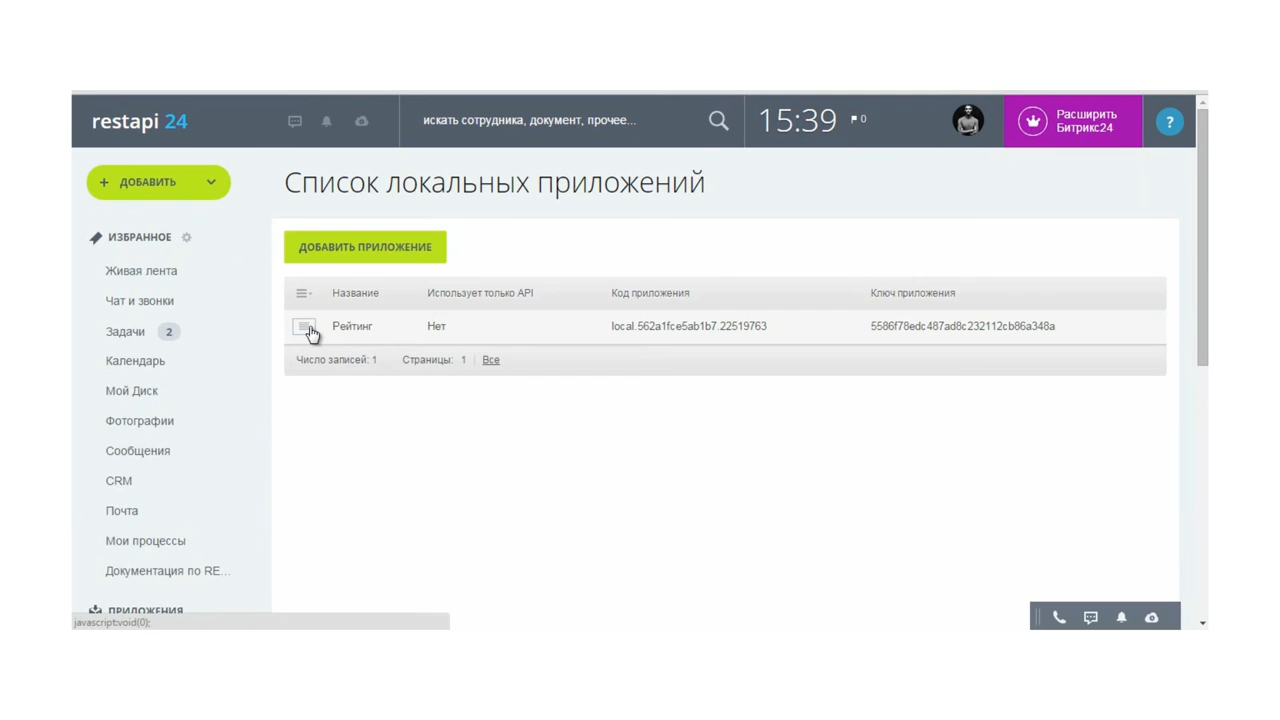 restapi 24
искать сотрудника, документ, прочее...
15:39
0
Расширить
Битрикс24
?
+ ДОБАВИТЬ
Список локальных приложений
ИЗБРАННОЕ
ДОБАВИТЬ ПРИЛОЖЕНИЕ
Живая лента
Название Использует только API Код приложения Ключ приложения
Чат и звонки
Рейтинг Нет local.562a1fce5ab1b7.22519763 5586f78edc487ad8c232112cb86a348a
Задачи 2
Число записей: 1 Страницы: 1 Все
Календарь
Мой Диск
Фотографии
Сообщения
CRM
Почта
Мои процессы
Документация по RE...
ПРИЛОЖЕНИЯ
javascript:void(0);